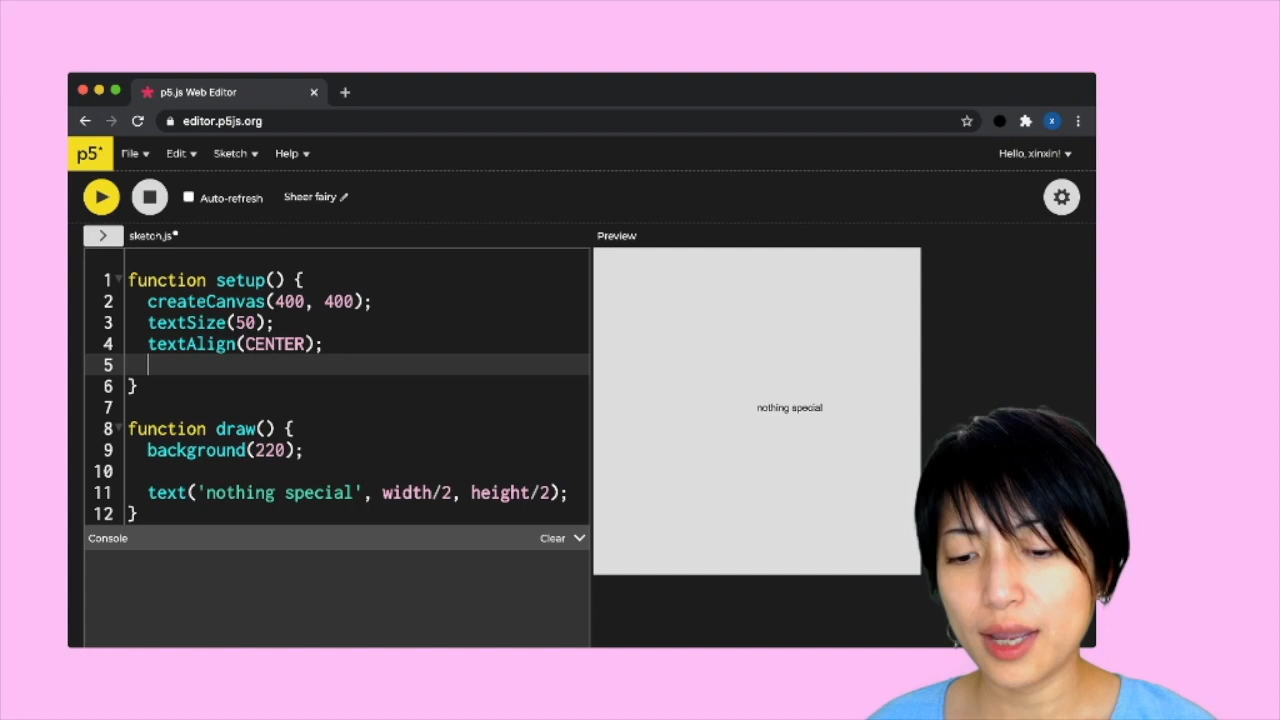 p5.js Web Editor
editor.p5js.org
x
p5* File Edit Sketch Help Hello, xinxin!
Auto-refresh Sheer fairy
sketch.js Preview
1 function setup() {
2 createCanvas(400, 400);
3 textSize(50);
4 textAlign(CENTER);
5
6 }
7
8 function draw() {
9 background(220);
10
11 text('nothing special', width/2, height/2);
12 }
nothing special
Console Clear